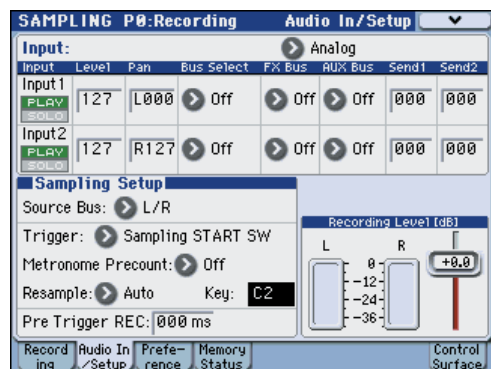 SAMPLING P0:Recording Audio In/Setup
Input: Analog
Input Level Pan Bus Select FX Bus AUX Bus Send1 Send2
Input1
PLAY 127 L000 Off Off Off 000 000
SOLO
Input2
PLAY 127 R127 Off Off Off 000 000
SOLO
Sampling Setup
Source Bus: L/R
Recording Level [dB]
Trigger: Sampling START SW
L R
Metronome Precount: Off
0 +0.0
-12
Resample: Auto Key: C2
-24
-36
Pre Trigger REC: 000 ms
Record Audio In Prefe- Memory Control
ing /Setup rence Status Surface